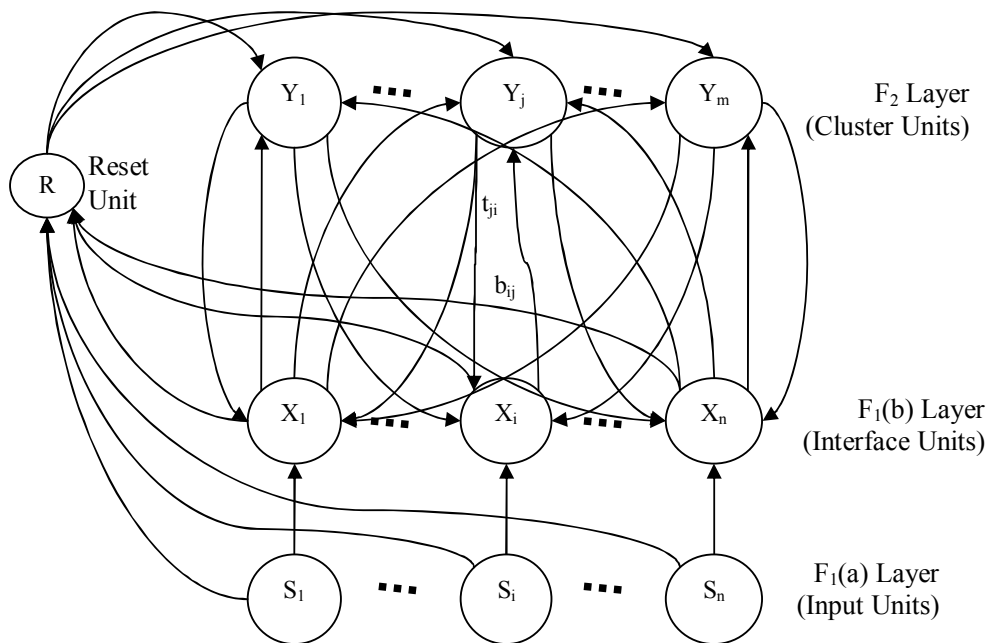 Y₁ Yⱼ Yₘ
F₂ Layer
(Cluster Units)
R
Reset
Unit
tⱼᵢ
bᵢⱼ
X₁ Xᵢ Xₙ
F₁(b) Layer
(Interface Units)
S₁ Sᵢ Sₙ
F₁(a) Layer
(Input Units)